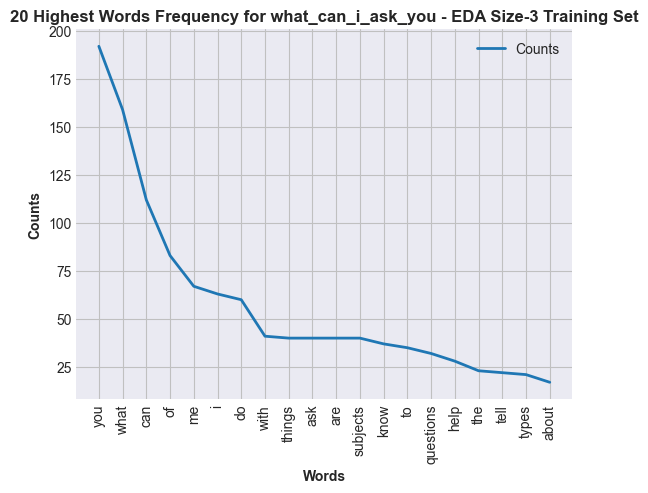 20 Highest Words Frequency for what_can_i_ask_you - EDA Size-3 Training Set
Counts
200
175
150
125
100
75
50
25
Counts
you
what
can
of
me
i
do
with
things
ask
are
subjects
know
to
questions
help
the
tell
types
about
Words